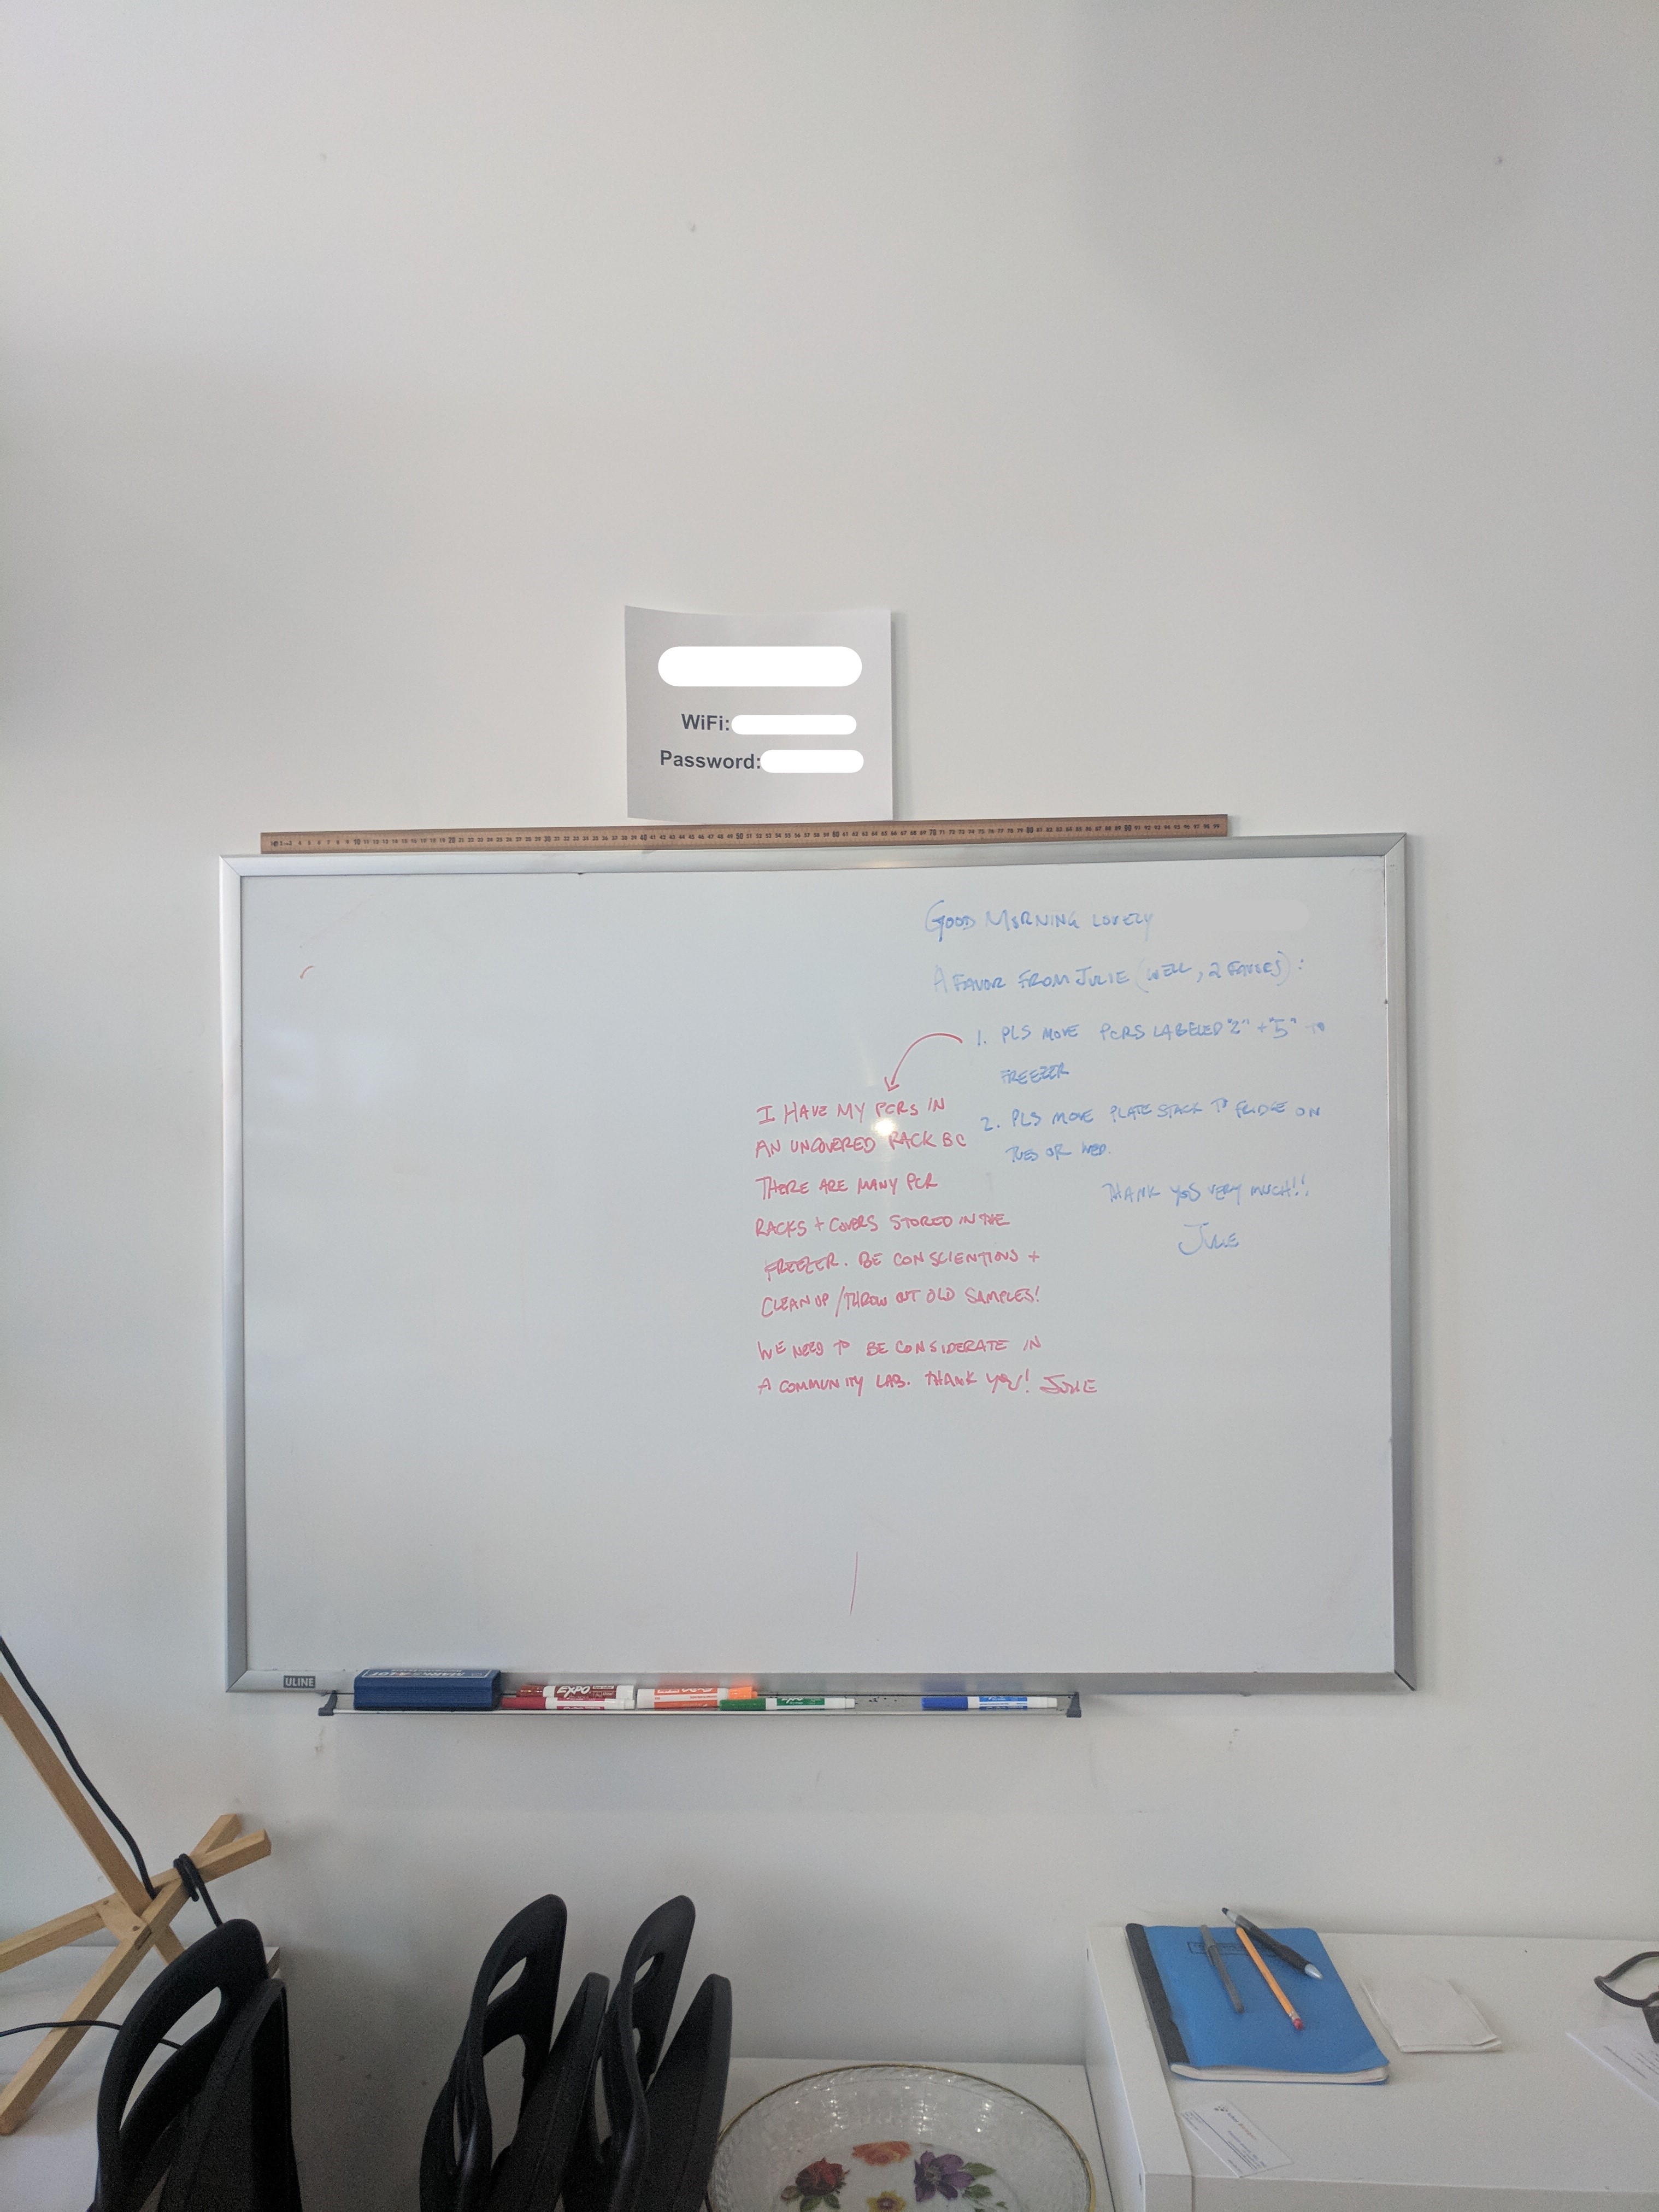 WiFi:
Password:
GOOD MORNING LOVELY
A FAVOR FROM JULIE (WELL, 2 FAVORS):
1. PLS MOVE PCRS LABELED "2" + "5" TO
FREEZER
2. PLS MOVE PLATE STACK TO FRIDGE ON
TUES OR WED.
THANK YOU VERY MUCH!!
JULIE
I HAVE MY PCRS IN
AN UNCOVERED RACK BC
THERE ARE MANY PCR
RACKS + COVERS STORED IN THE
FREEZER. BE CONSCIENTIOUS +
CLEAN UP / THROW OUT OLD SAMPLES!
WE NEED TO BE CONSIDERATE IN
A COMMUNITY LAB. THANK YOU! JULIE
ULINE
EXPO